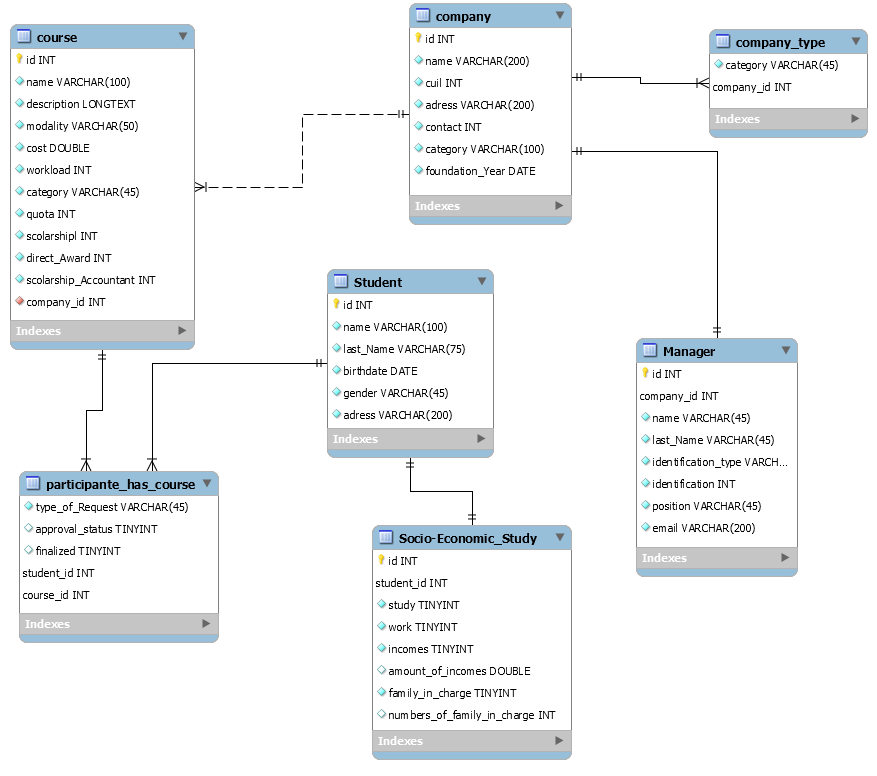 course
id INT
name VARCHAR(100)
description LONGTEXT
modality VARCHAR(50)
cost DOUBLE
workload INT
category VARCHAR(45)
quota INT
scolarshipl INT
direct_Award INT
scolarship_Accountant INT
company_id INT
Indexes
company
id INT
name VARCHAR(200)
cuil INT
adress VARCHAR(200)
contact INT
category VARCHAR(100)
foundation_Year DATE
Indexes
company_type
category VARCHAR(45)
company_id INT
Indexes
Student
id INT
name VARCHAR(100)
last_Name VARCHAR(75)
birthdate DATE
gender VARCHAR(45)
adress VARCHAR(200)
Indexes
Manager
id INT
company_id INT
name VARCHAR(45)
last_Name VARCHAR(45)
identification_type VARCH...
identification INT
position VARCHAR(45)
email VARCHAR(200)
Indexes
participante_has_course
type_of_Request VARCHAR(45)
approval_status TINYINT
finalized TINYINT
student_id INT
course_id INT
Indexes
Socio-Economic_Study
id INT
student_id INT
study TINYINT
work TINYINT
incomes TINYINT
amount_of_incomes DOUBLE
family_in_charge TINYINT
numbers_of_family_in_charge INT
Indexes